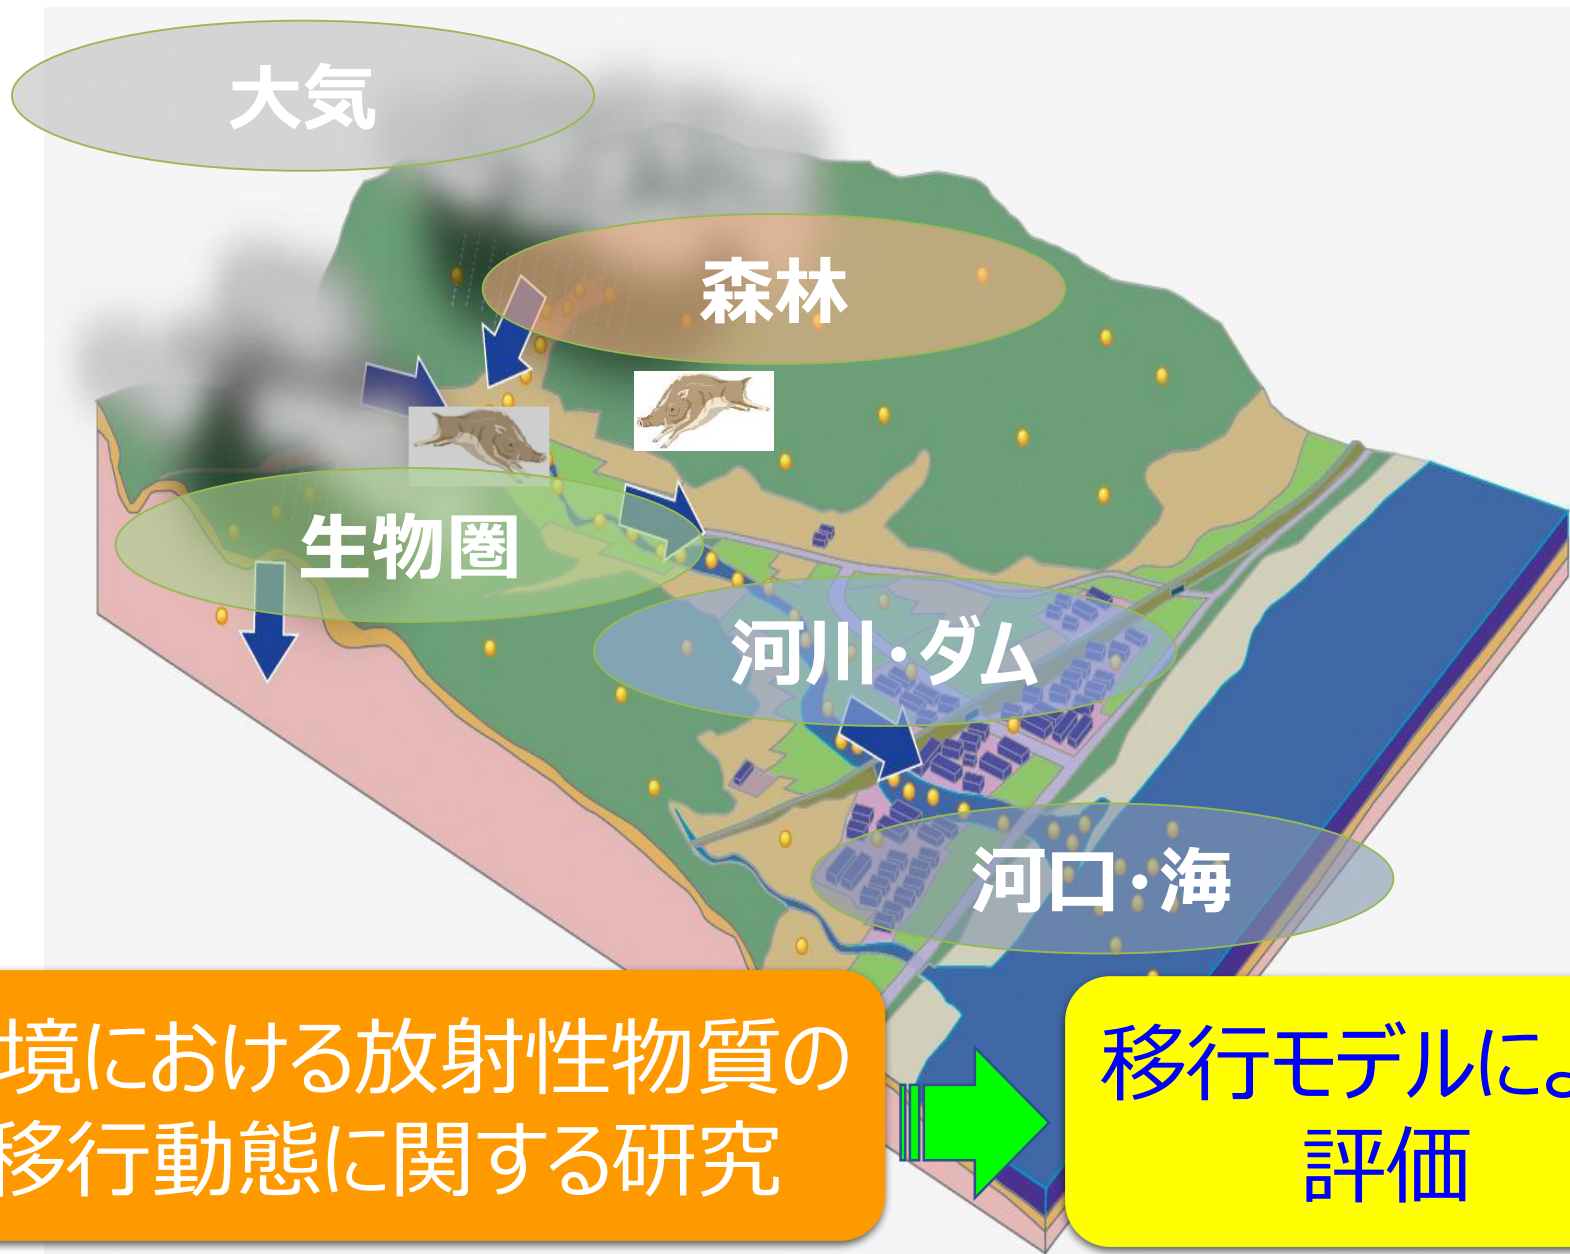 大気
森林
生物圏
河川・ダム
河口・海
境における放射性物質の
移行動態に関する研究
移行モデルによ
評価